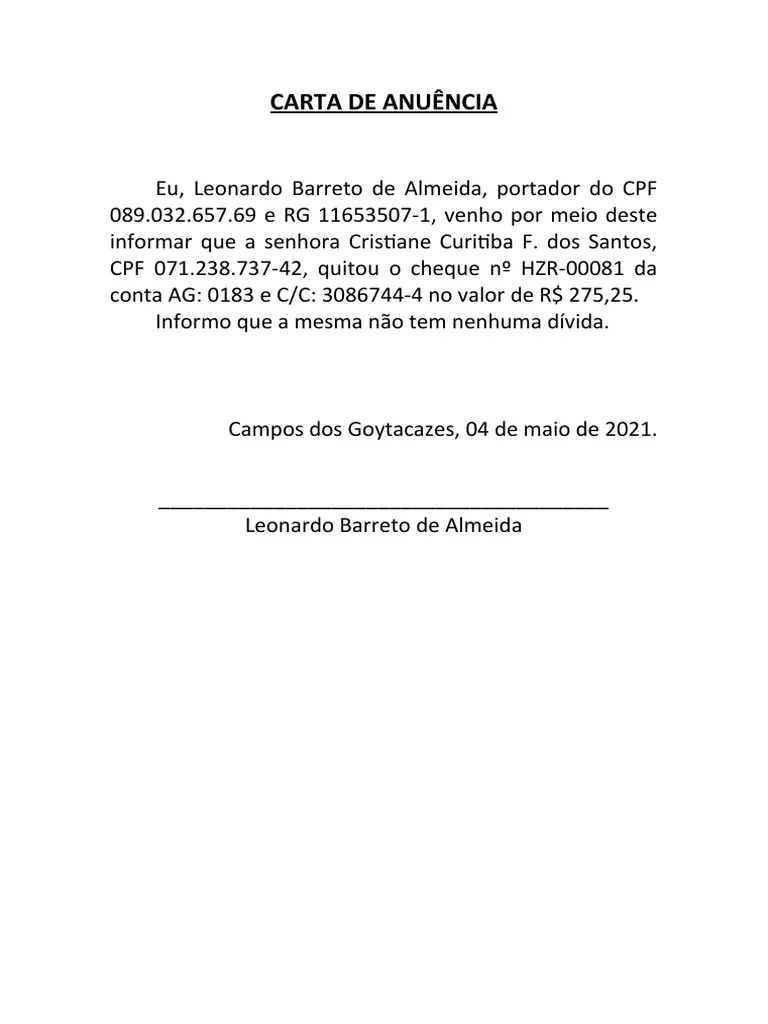 CARTA DE ANUÊNCIA
Eu, Leonardo Barreto de Almeida, portador do CPF
089.032.657.69 e RG 11653507-1, venho por meio deste
informar que a senhora Cristiane Curitiba F. dos Santos,
CPF 071.238.737-42, quitou o cheque nº HZR-00081 da
conta AG: 0183 e C/C: 3086744-4 no valor de R$ 275,25.
Informo que a mesma não tem nenhuma dívida.
Campos dos Goytacazes, 04 de maio de 2021.
_________________________________________
Leonardo Barreto de Almeida